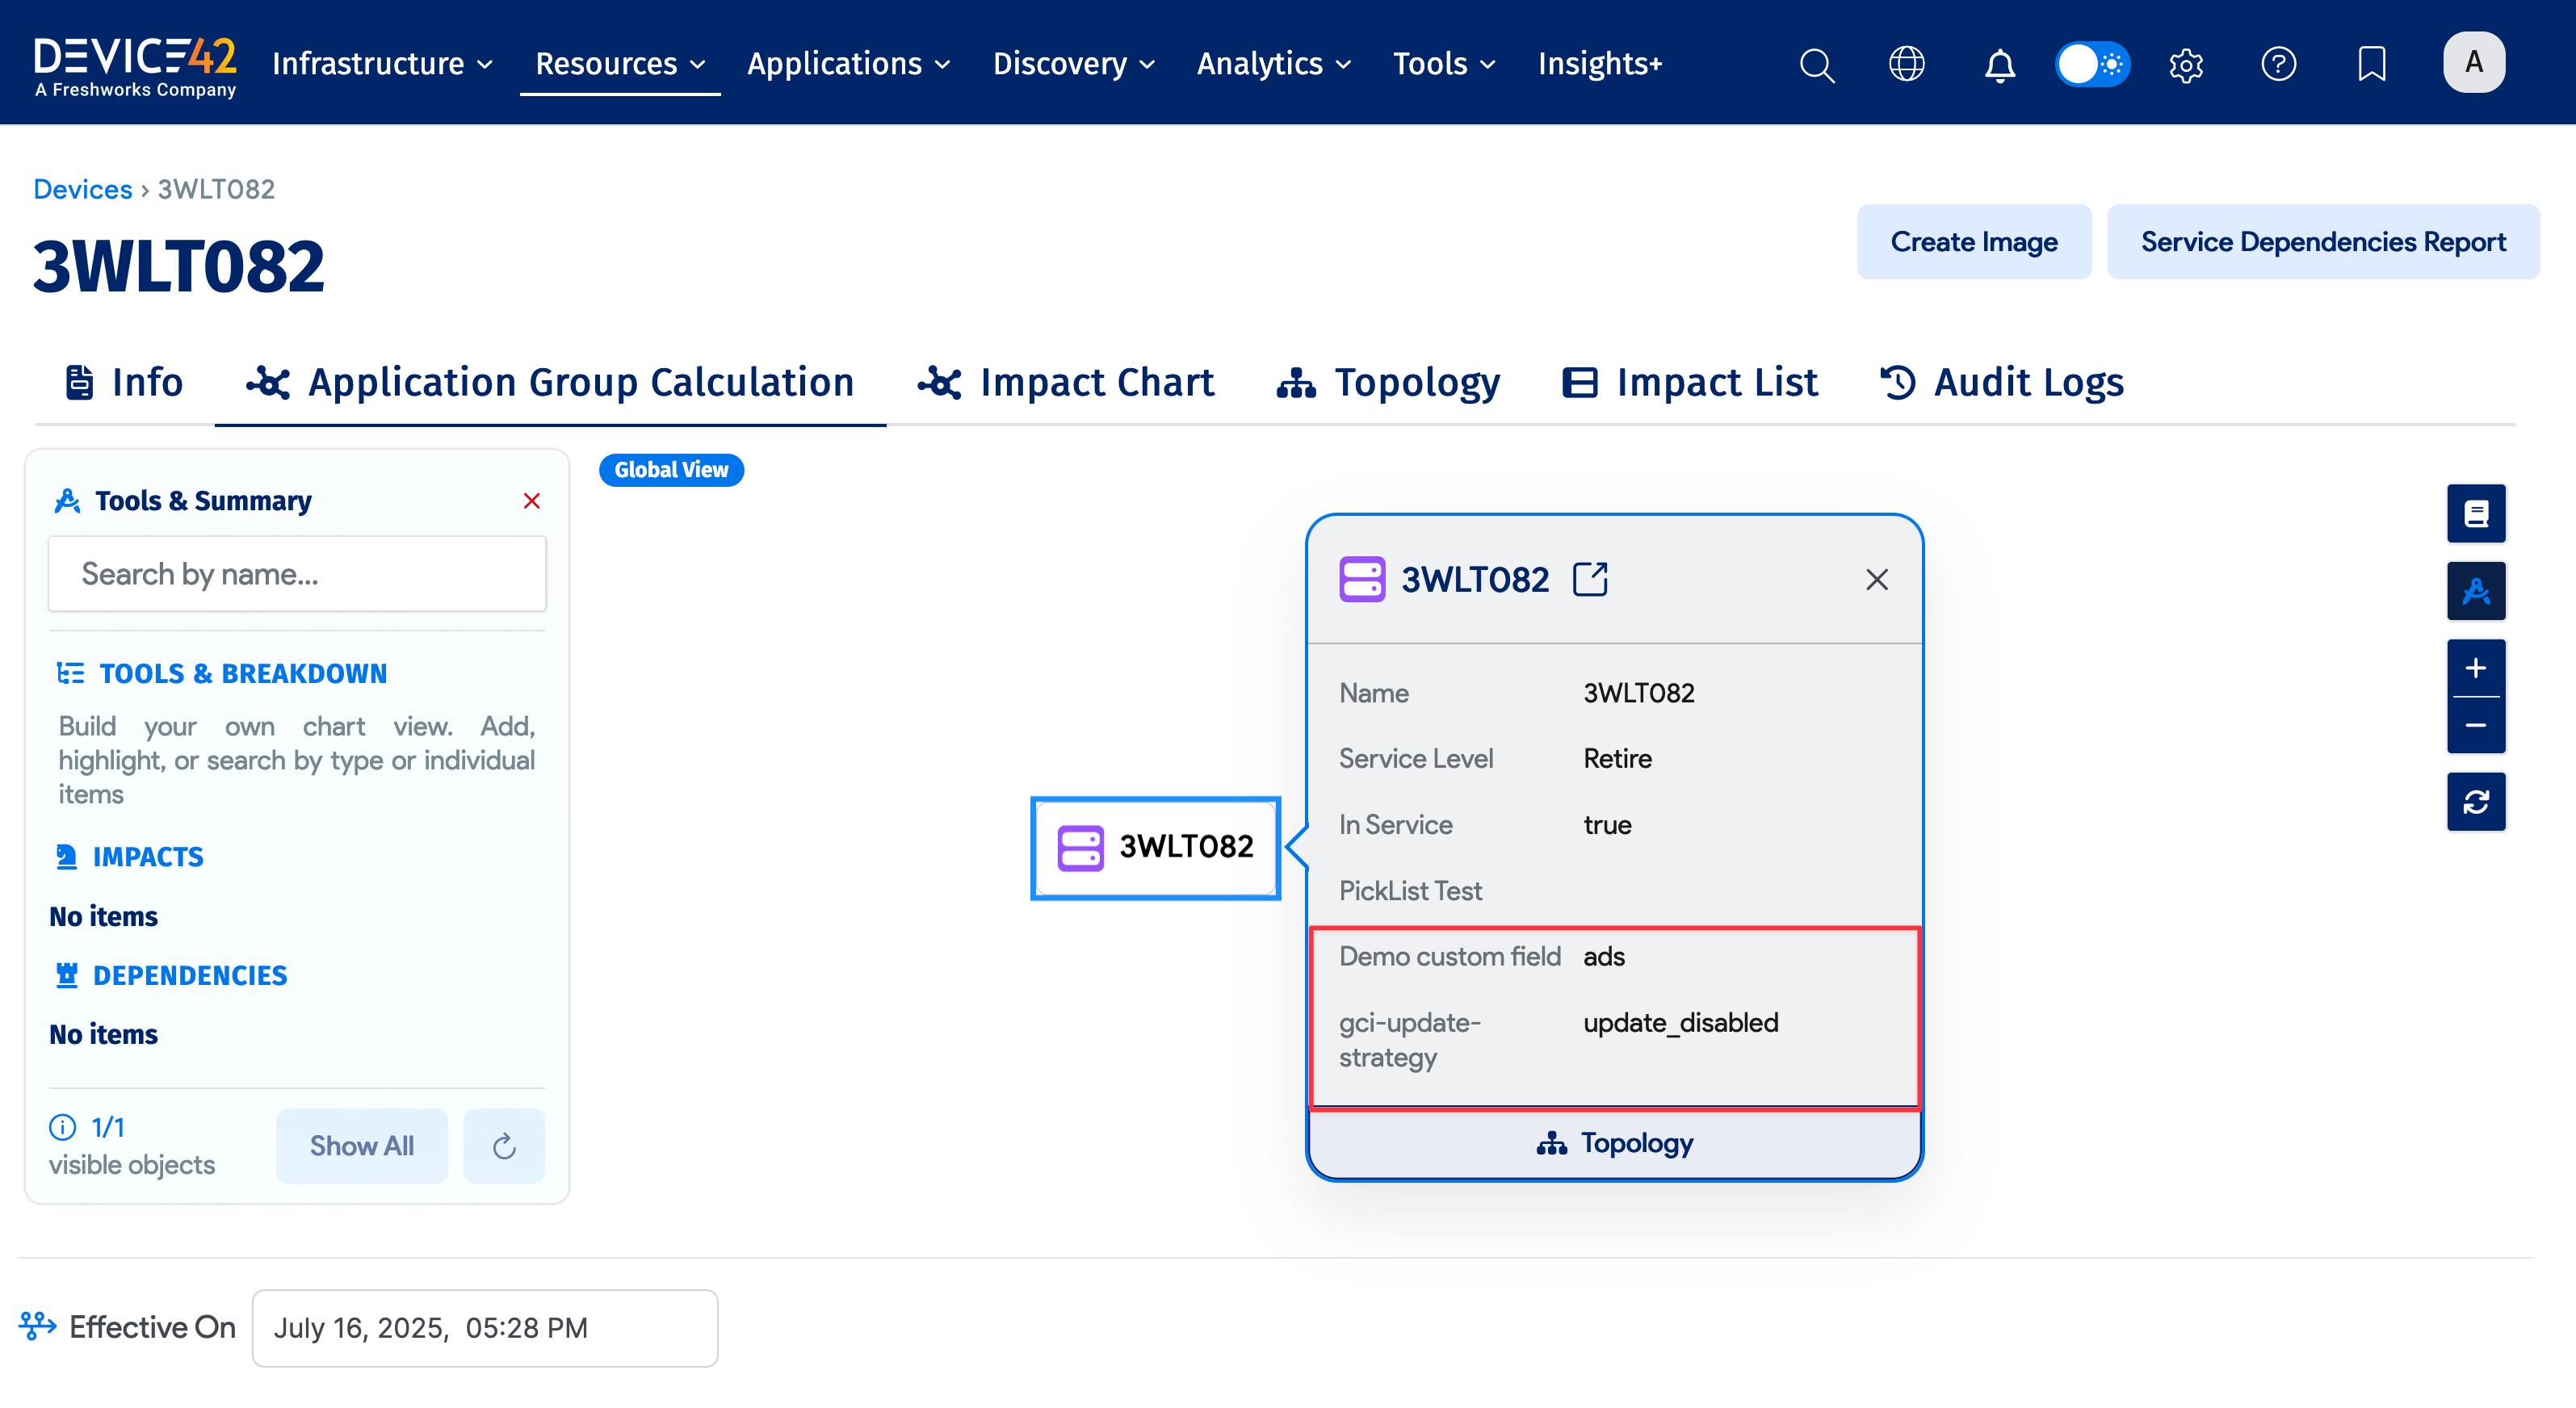 DEVICE42
A Freshworks Company
Infrastructure
Resources
Applications
Discovery
Analytics
Tools
Insights+
A
Devices › 3WLT082
3WLT082
Create Image
Service Dependencies Report
Info
Application Group Calculation
Impact Chart
Topology
Impact List
Audit Logs
Tools & Summary
Search by name...
TOOLS & BREAKDOWN
Build your own chart view. Add,
highlight, or search by type or individual
items
IMPACTS
No items
DEPENDENCIES
No items
1/1
visible objects
Show All
Global View
3WLT082
3WLT082
Name 3WLT082
Service Level Retire
In Service true
PickList Test
Demo custom field ads
gci-update- update_disabled
strategy
Topology
Effective On
July 16, 2025, 05:28 PM